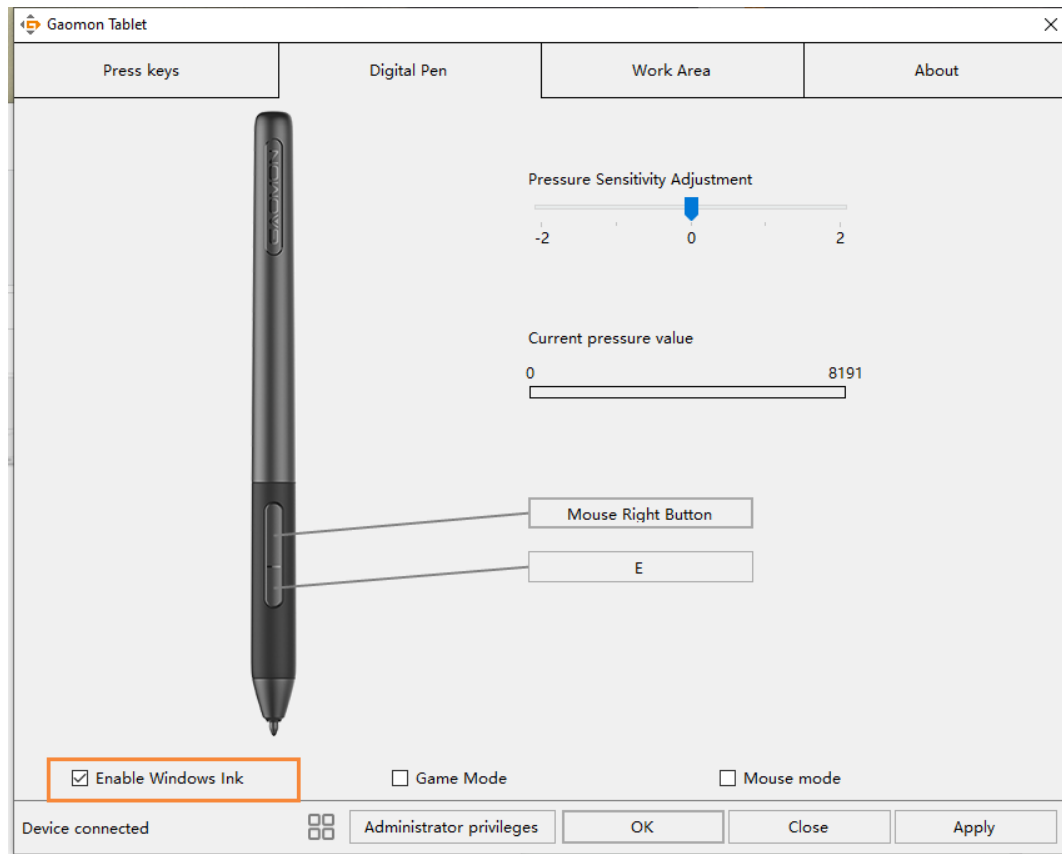 Gaomon Tablet
Press keys
Digital Pen
Work Area
About
GAOMON
Pressure Sensitivity Adjustment
-2
0
2
Current pressure value
0
8191
Mouse Right Button
E
Enable Windows Ink
Game Mode
Mouse mode
Device connected
Administrator privileges
OK
Close
Apply